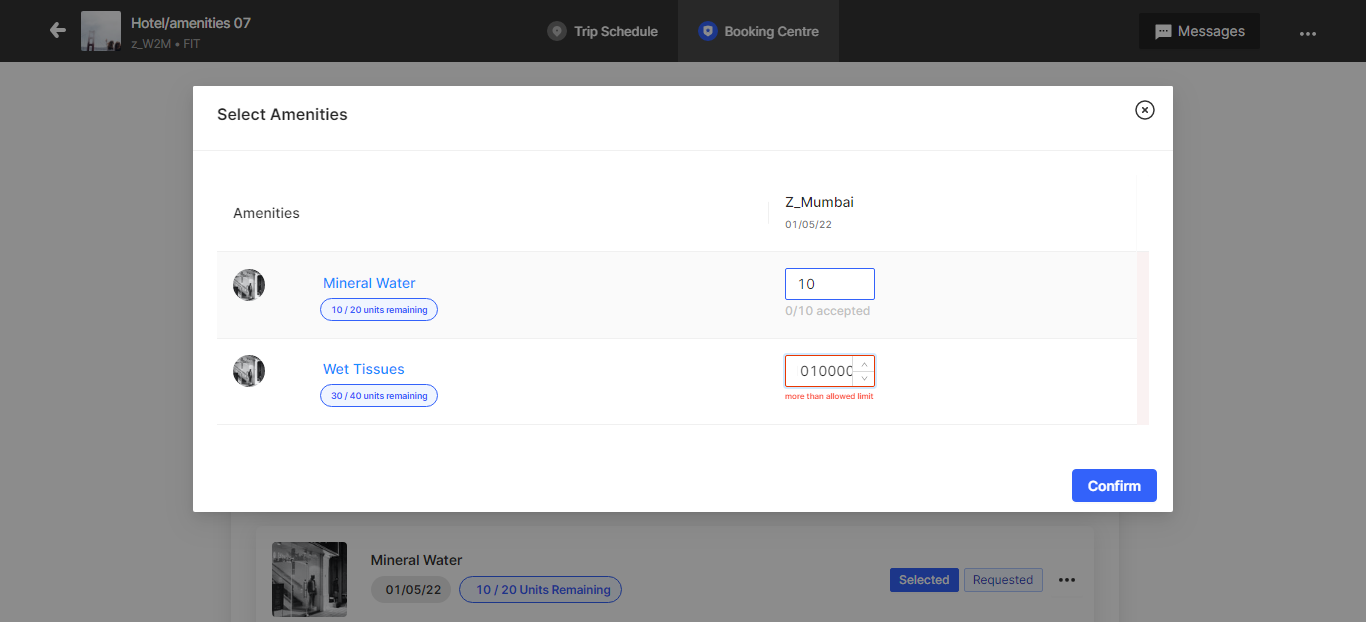 Hotel/amenities 07
z_W2M • FIT
Trip Schedule
Booking Centre
Messages
Select Amenities
Amenities
Z_Mumbai
01/05/22
Mineral Water
10 / 20 units remaining
10
0/10 accepted
Wet Tissues
30 / 40 units remaining
010000
more than allowed limit
Confirm
Mineral Water
01/05/22
10 / 20 Units Remaining
Selected
Requested